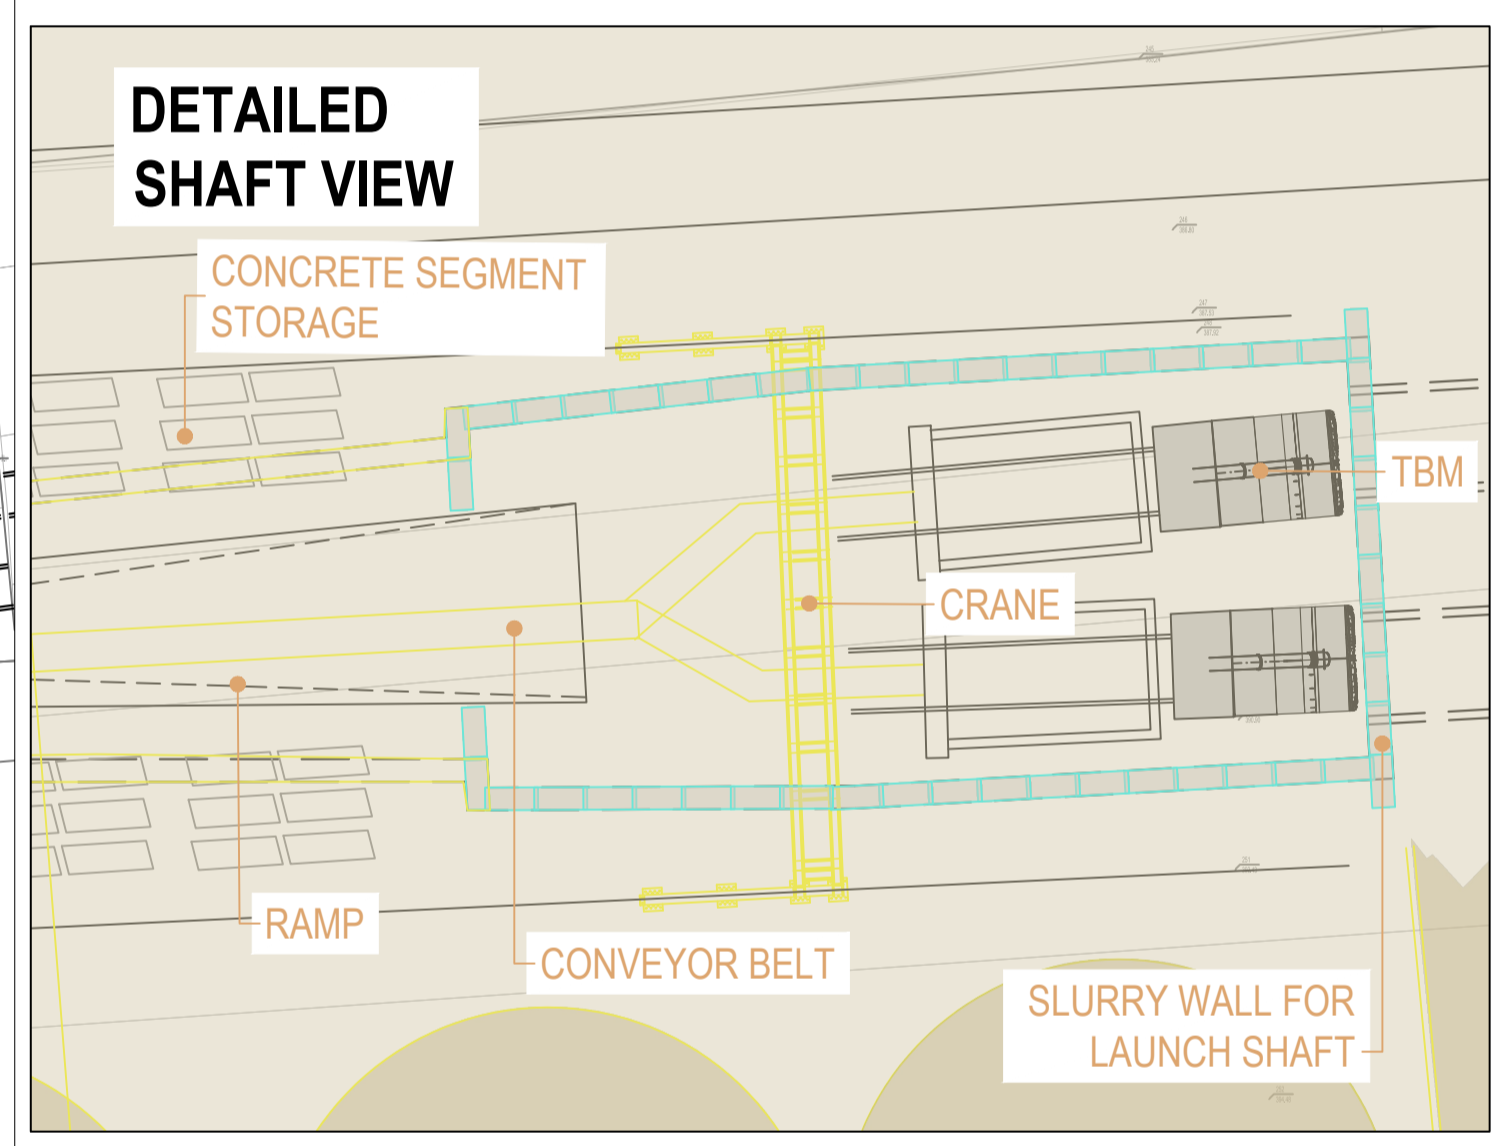 DETAILED
SHAFT VIEW
CONCRETE SEGMENT
STORAGE
TBM
CRANE
RAMP
CONVEYOR BELT
SLURRY WALL FOR
LAUNCH SHAFT